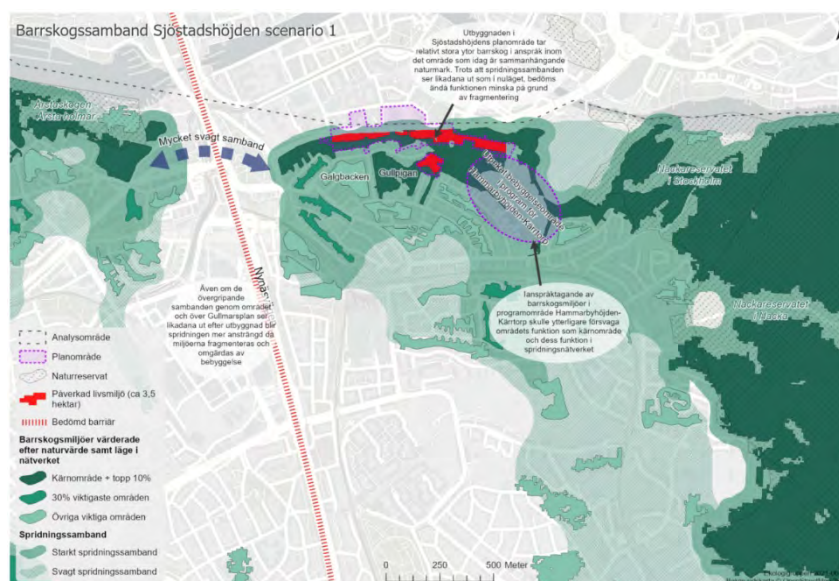 Barrskogssamband Sjöstadshöjden scenario 1
Utbyggnaden i
Sjöstadshöjdens planområde tar
relativt stora ytor barrskog i anspråk inom
det område som idag är sammanhängande
naturmark. Trots att spridningssambanden
ser likadana ut som i nuläget, bedöms
ändå funktionen minska på grund
av fragmentering
Årstaskogen
Årsta holmar
Mycket svagt samband
Galgbacken
Gullpigan
Nackareservatet
i Stockholm
Nackareservatet
i Nacka
Även om de
övergripande
sambanden genom området
och över Gullmarsplan ser
likadana ut efter utbyggnad blir
spridningen mer ansträngd då
miljöerna fragmenteras och
omgärdas av
bebyggelse
Ianspråktagande av
barrskogsmiljöer i
programområde Hammarbyhöjden-
Kärrtorp skulle ytterligare försvaga
områdets funktion som kärnområde
och dess funktion i
spridningsnätverket
Analysområde
Planområde
Naturreservat
Påverkad livsmiljö (ca 3,5
hektar)
Bedömd barriär
Barrskogsmiljöer värderade
efter naturvärde samt läge i
nätverket
Kärnområde + topp 10%
30% viktigaste områden
Övriga viktiga områden
Spridningssamband
Starkt spridningssamband
Svagt spridningssamband
0 250 500 Meter